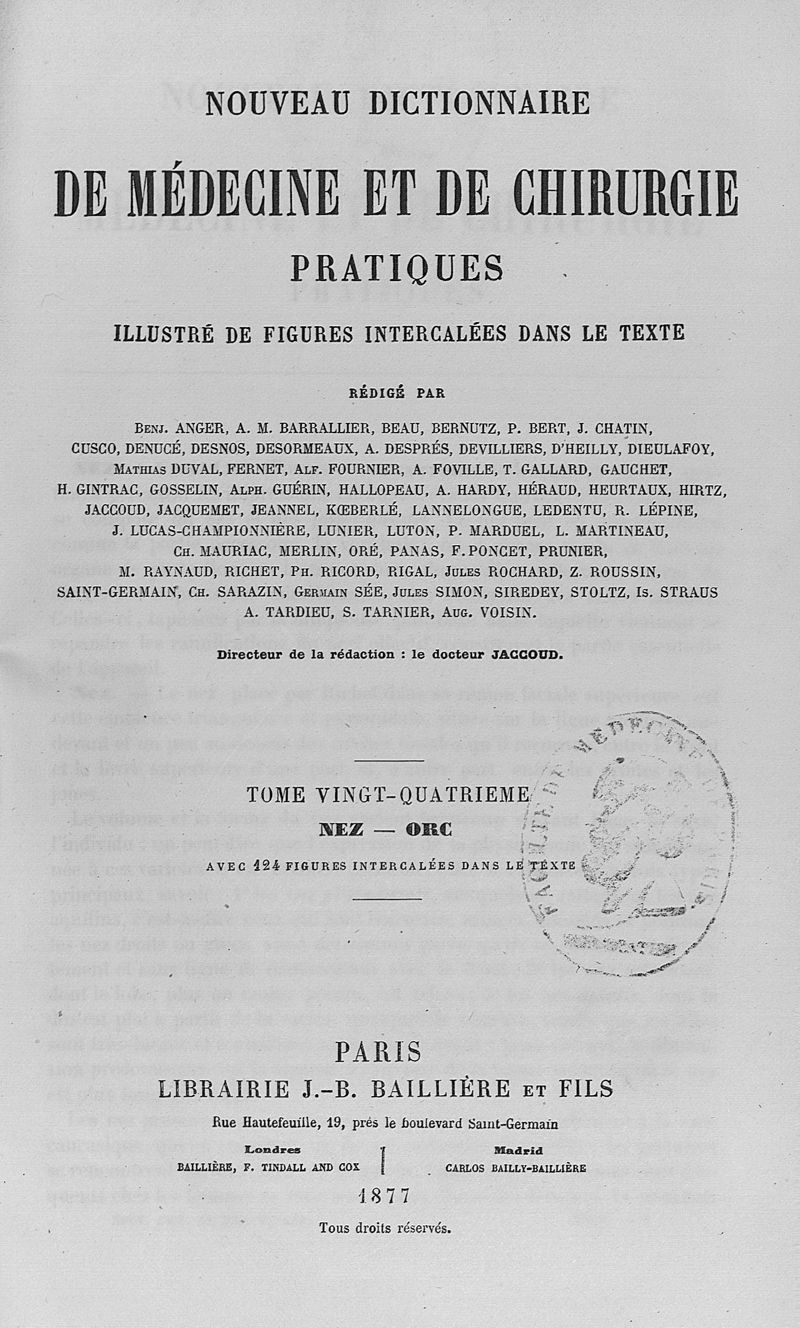 NOUVEAU DICTIONNAIRE
DE MÉDECINE ET DE CHIRURGIE
PRATIQUES
ILLUSTRÉ DE FIGURES INTERCALÉES DANS LE TEXTE
RÉDIGÉ PAR
BENJ. ANGER, A. M. BARRALLIER, BEAU, BERNUTZ, P. BERT, J. CHATIN,
CUSCO, DENUCÉ, DESNOS, DESORMEAUX, A. DESPRÉS, DEVILLIERS, D'HEILLY, DIEULAFOY,
MATHIAS DUVAL, FERNET, ALF. FOURNIER, A. FOVILLE, T. GALLARD, GAUCHET,
H. GINTRAC, GOSSELIN, ALPH. GUÉRIN, HALLOPEAU, A. HARDY, HÉRAUD, HEURTAUX, HIRTZ,
JACCOUD, JACQUEMET, JEANNEL, KŒBERLÉ, LANNELONGUE, LEDENTU, R. LÉPINE,
J. LUCAS-CHAMPIONNIÈRE, LUNIER, LUTON, P. MARDUEL, L. MARTINEAU,
CH. MAURIAC, MERLIN, ORÉ, PANAS, F. PONCET, PRUNIER,
M. RAYNAUD, RICHET, PH. RICORD, RIGAL, JULES ROCHARD, Z. ROUSSIN,
SAINT-GERMAIN, CH. SARAZIN, GERMAIN SÉE, JULES SIMON, SIREDEY, STOLTZ, IS. STRAUS
A. TARDIEU, S. TARNIER, AUG. VOISIN.
Directeur de la rédaction : le docteur JACCOUD.
TOME VINGT-QUATRIEME
NEZ — ORC
AVEC 124 FIGURES INTERCALÉES DANS LE TEXTE
FACULTÉ DE MÉDECINE
PARIS
LIBRAIRIE J.-B. BAILLIÈRE ET FILS
Rue Hautefeuille, 19, près le boulevard Saint-Germain
Londres
BAILLIÈRE, F. TINDALL AND COX
Madrid
CARLOS BAILLY-BAILLIÈRE
1877
Tous droits réservés.